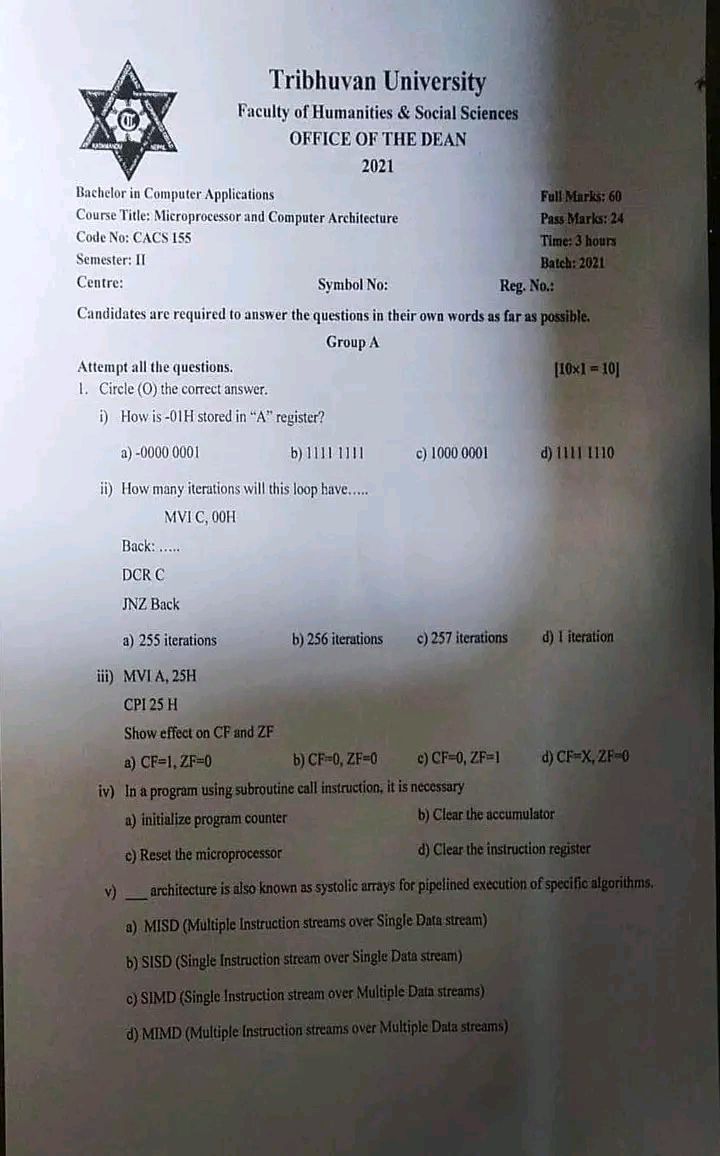 Tribhuvan University
Faculty of Humanities & Social Sciences
OFFICE OF THE DEAN
2021
Bachelor in Computer Applications
Full Marks: 60
Course Title: Microprocessor and Computer Architecture
Pass Marks: 24
Code No: CACS 155
Time: 3 hours
Semester: II
Batch: 2021
Centre: Symbol No: Reg. No.:
Candidates are required to answer the questions in their own words as far as possible.
Group A
Attempt all the questions. [10×1 = 10]
1. Circle (O) the correct answer.
i) How is -01H stored in "A" register?
a) -0000 0001 b) 1111 1111 c) 1000 0001 d) 1111 1110
ii) How many iterations will this loop have.....
MVI C, 00H
Back: .....
DCR C
JNZ Back
a) 255 iterations b) 256 iterations c) 257 iterations d) 1 iteration
iii) MVI A, 25H
CPI 25 H
Show effect on CF and ZF
a) CF=1, ZF=0 b) CF=0, ZF=0 c) CF=0, ZF=1 d) CF=X, ZF=0
iv) In a program using subroutine call instruction, it is necessary
a) initialize program counter b) Clear the accumulator
c) Reset the microprocessor d) Clear the instruction register
v) ___ architecture is also known as systolic arrays for pipelined execution of specific algorithms.
a) MISD (Multiple Instruction streams over Single Data stream)
b) SISD (Single Instruction stream over Single Data stream)
c) SIMD (Single Instruction stream over Multiple Data streams)
d) MIMD (Multiple Instruction streams over Multiple Data streams)